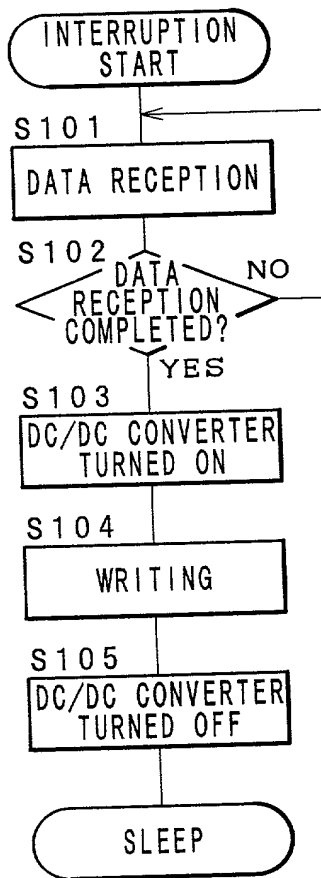 INTERRUPTION
START
S101
DATA RECEPTION
S102
DATA
RECEPTION
COMPLETED?
NO
YES
S103
DC/DC CONVERTER
TURNED ON
S104
WRITING
S105
DC/DC CONVERTER
TURNED OFF
SLEEP